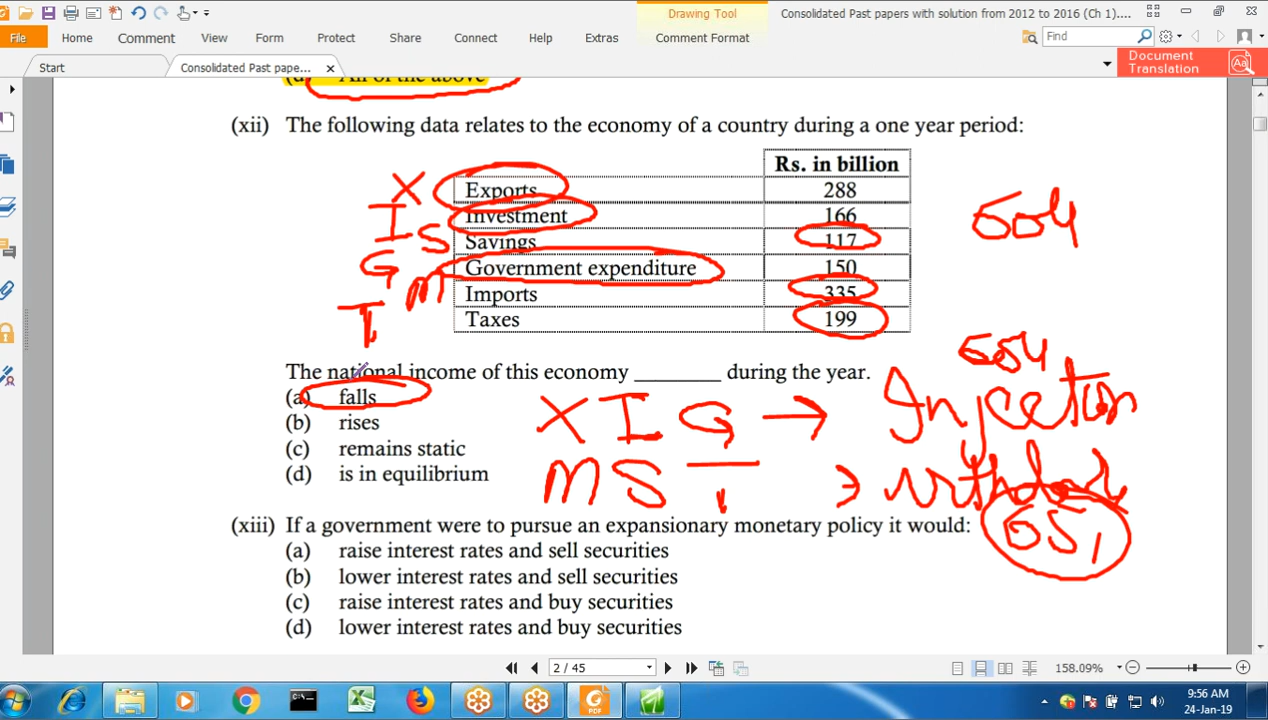 Drawing Tool
Consolidated Past papers with solution from 2012 to 2016 (Ch 1)....
File Home Comment View Form Protect Share Connect Help Extras Comment Format Find
Start Consolidated Past pape... × Document Translation
(d) All of the above
(xii) The following data relates to the economy of a country during a one year period:
Rs. in billion
X Exports 288
I Investment 166
604
S Savings 117
G Government expenditure 150
M Imports 335
Taxes 199
T
604
The national income of this economy ________ during the year.
(a) falls
X I G → Injection
(b) rises
(c) remains static
M S T
(d) is in equilibrium
651
(xiii) If a government were to pursue an expansionary monetary policy it would:
(a) raise interest rates and sell securities
(b) lower interest rates and sell securities
(c) raise interest rates and buy securities
(d) lower interest rates and buy securities
2 / 45 158.09%
9:56 AM
24-Jan-19